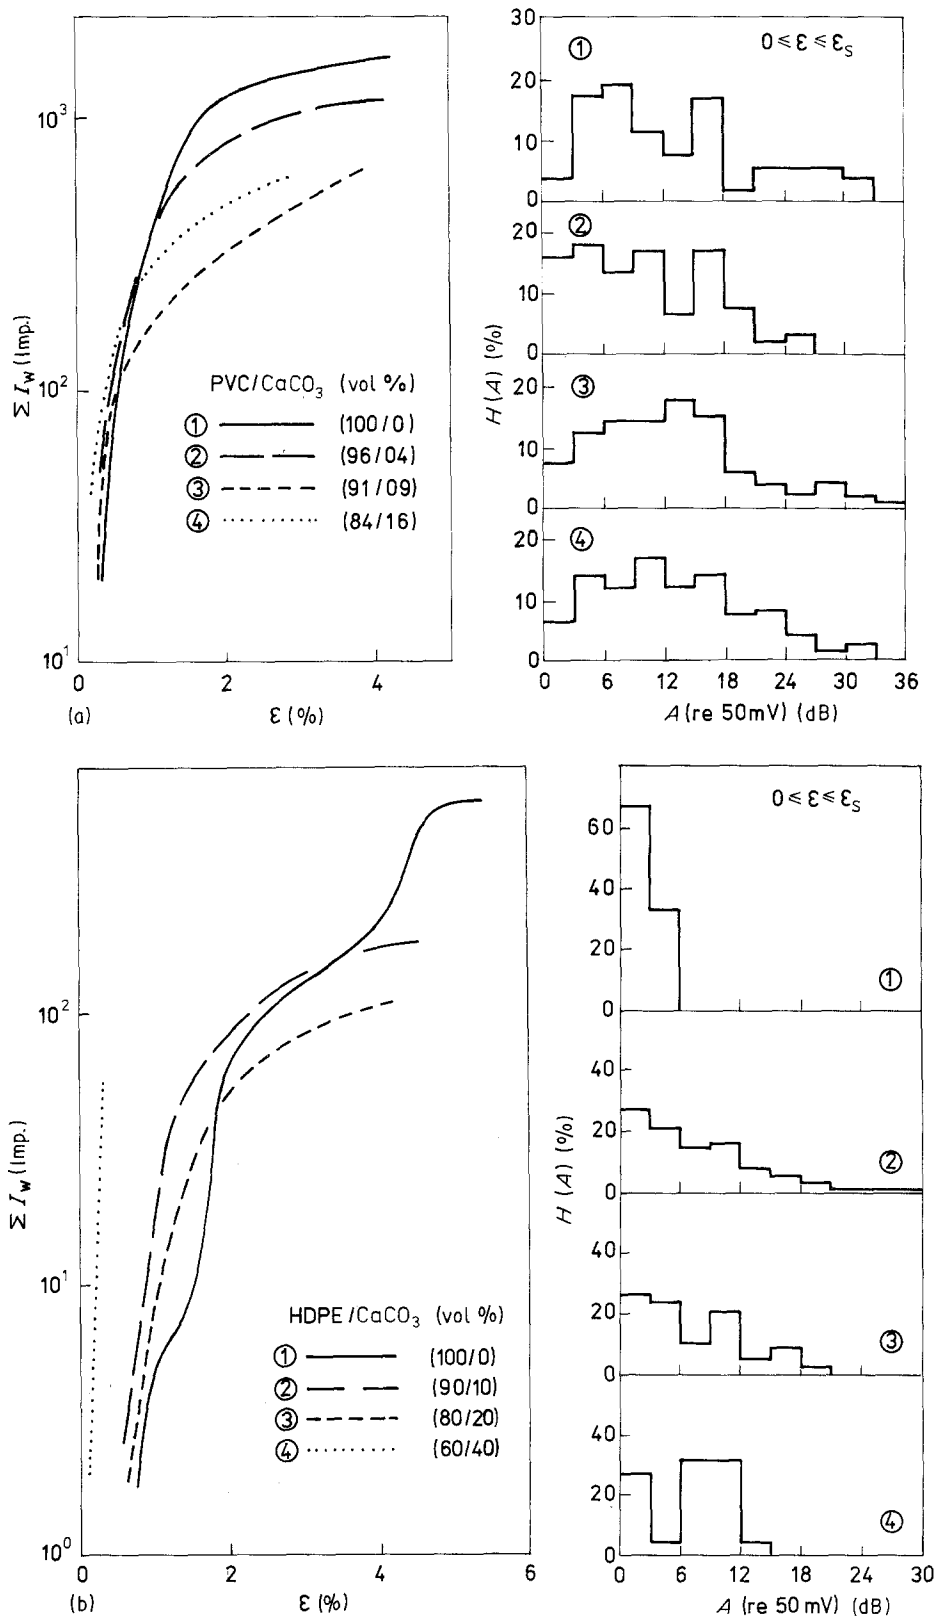 10³
10²
10¹
Σ I_W (Imp.)
PVC/CaCO₃ (vol %)
① (100/0)
② (96/04)
③ (91/09)
④ (84/16)
0 2 4
(a) ε (%)
30
20
10
0
① 0 ≤ ε ≤ ε_S
20
10
0
②
H(A) (%)
20
10
0
③
20
10
0
④
0 6 12 18 24 30 36
A (re 50mV) (dB)
10²
10¹
10⁰
Σ I_W (Imp.)
HDPE/CaCO₃ (vol %)
① (100/0)
② (90/10)
③ (80/20)
④ (60/40)
0 2 4 6
(b) ε (%)
0 ≤ ε ≤ ε_S
60
40
20
0
①
40
20
0
②
H (A) (%)
40
20
0
③
40
20
0
④
0 6 12 18 24 30
A (re 50 mV) (dB)